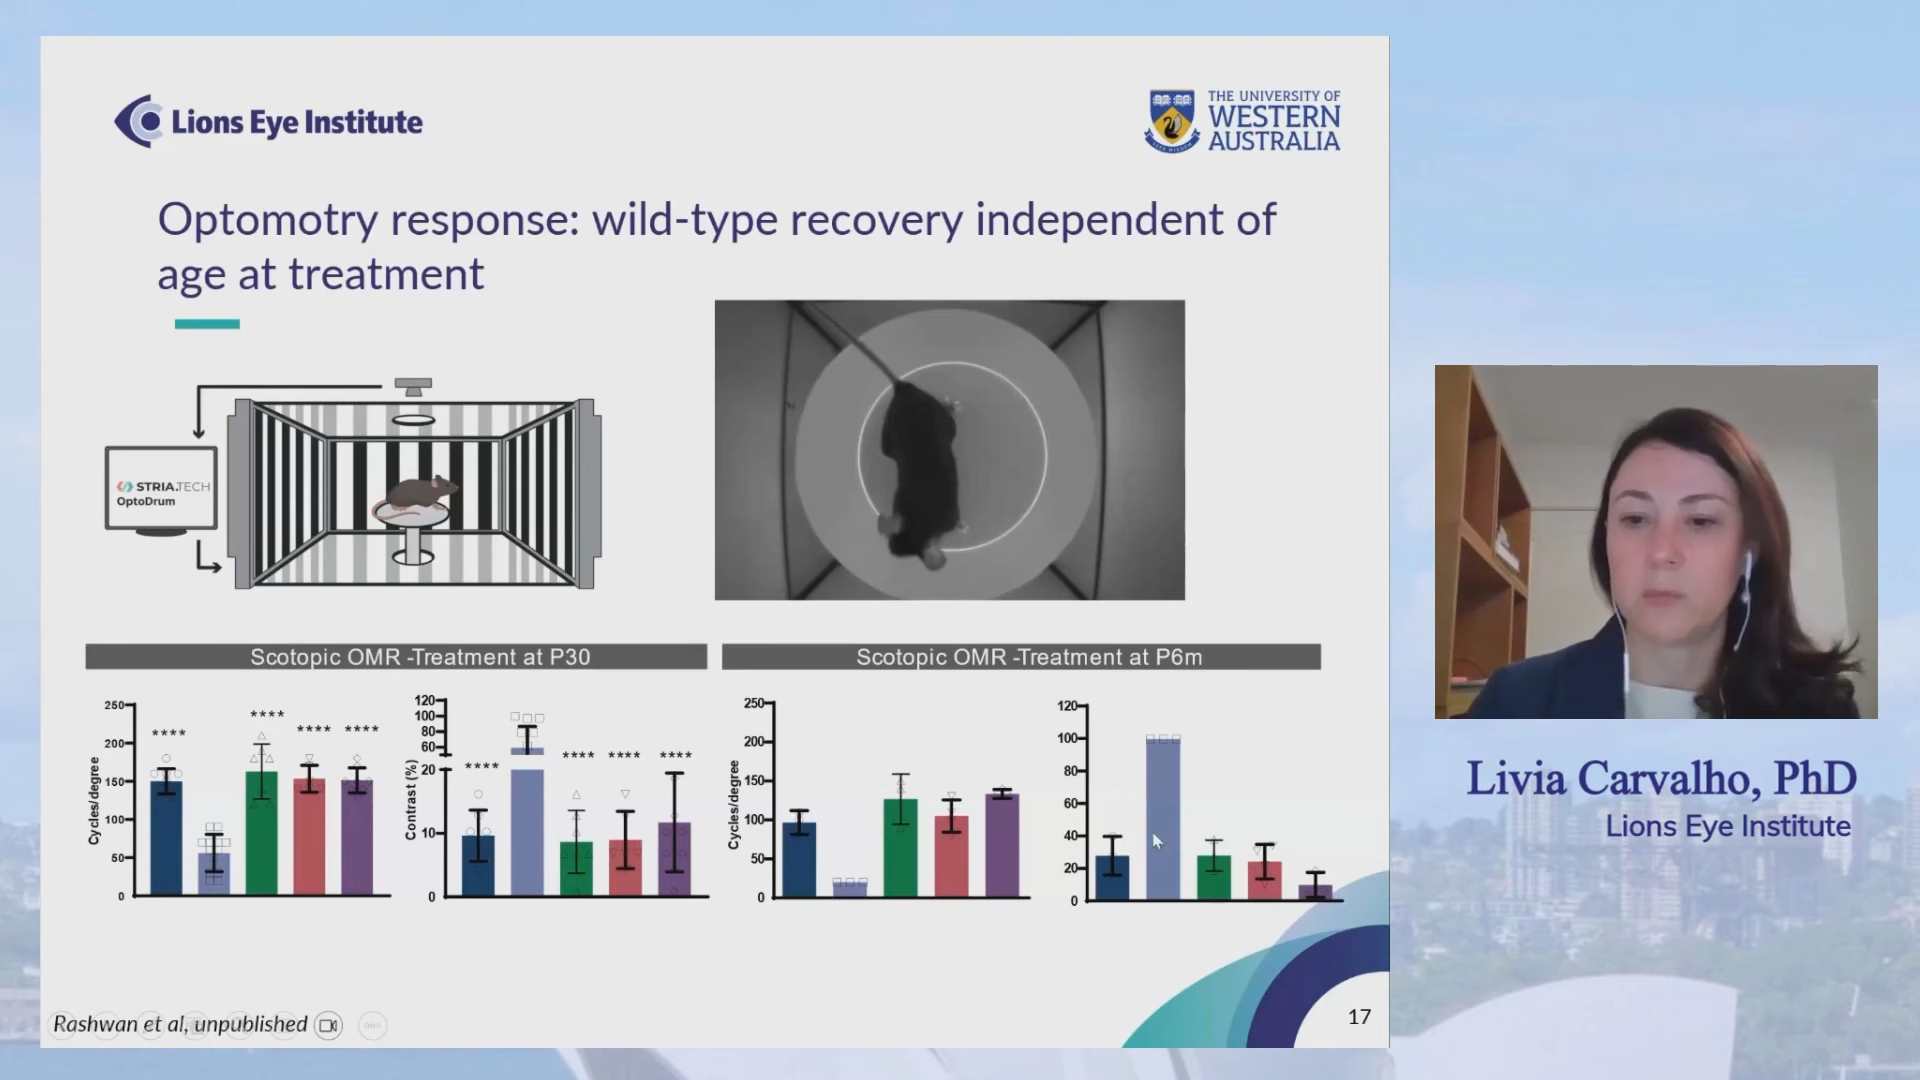 Lions Eye Institute
THE UNIVERSITY OF
WESTERN
AUSTRALIA
Optomotry response: wild-type recovery independent of
age at treatment
STRIA.TECH
OptoDrum
Scotopic OMR -Treatment at P30
Scotopic OMR -Treatment at P6m
Cycles/degree
250
200
150
100
50
0
****
****
****
****
Contrast (%)
120
100
80
60
20
10
0
****
****
****
****
Cycles/degree
250
200
150
100
50
0
120
100
80
60
40
20
0
Livia Carvalho, PhD
Lions Eye Institute
Rashwan et al, unpublished
17